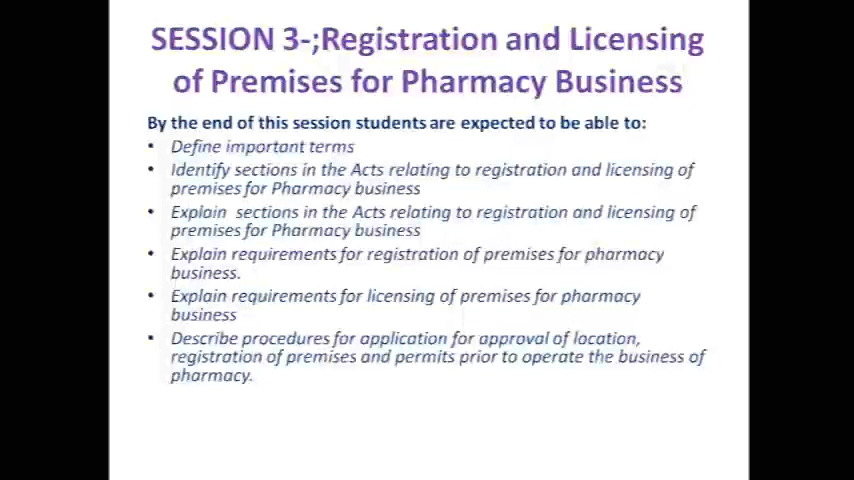 SESSION 3-;Registration and Licensing
of Premises for Pharmacy Business
By the end of this session students are expected to be able to:
• Define important terms
• Identify sections in the Acts relating to registration and licensing of
premises for Pharmacy business
• Explain sections in the Acts relating to registration and licensing of
premises for Pharmacy business
• Explain requirements for registration of premises for pharmacy
business.
• Explain requirements for licensing of premises for pharmacy
business
• Describe procedures for application for approval of location,
registration of premises and permits prior to operate the business of
pharmacy.